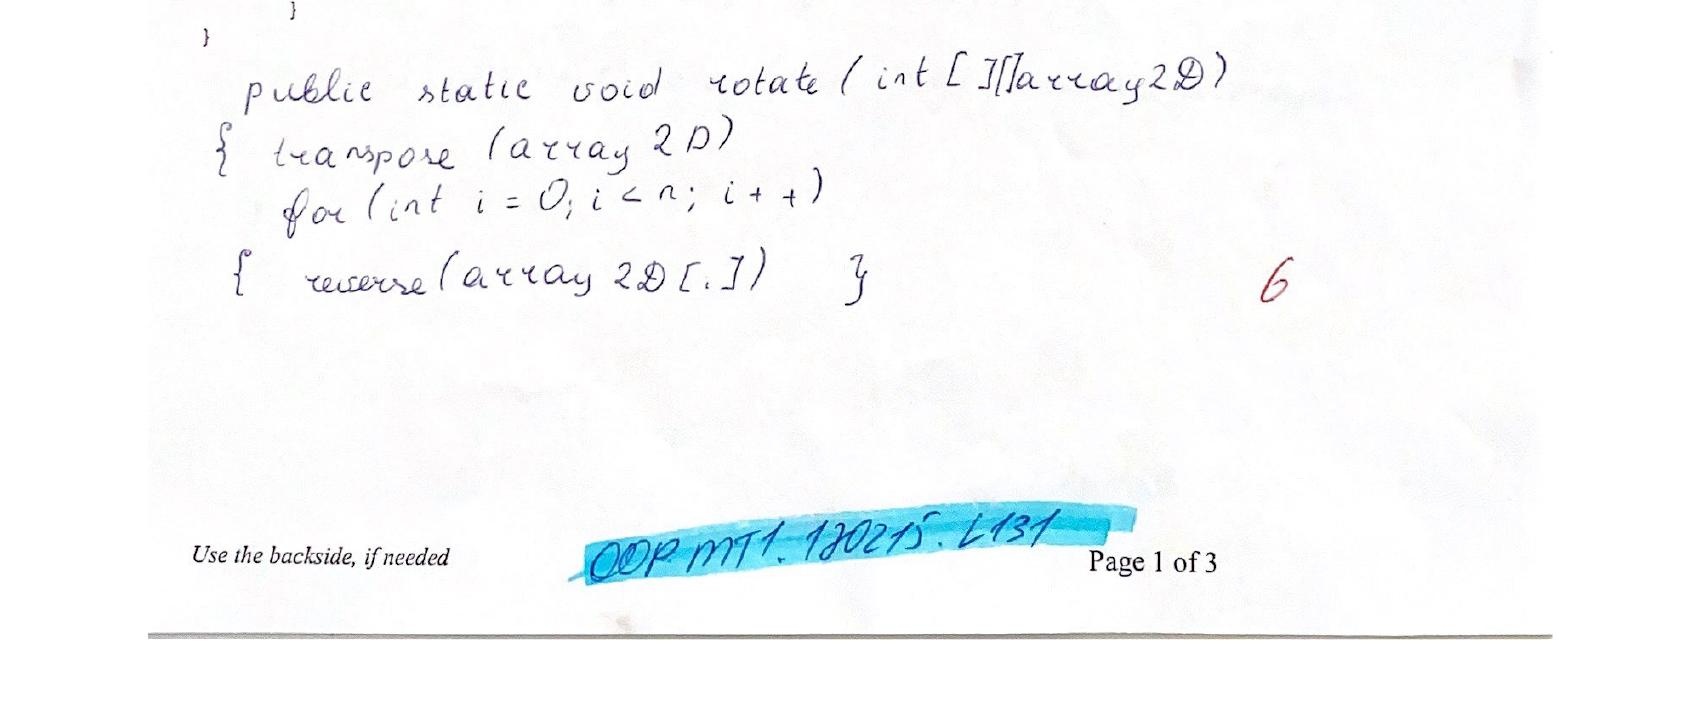 }
}
public static void rotate ( int [ ][]array2D)
{ transpose (array 2D)
for (int i = 0; i < n; i + +)
{ reverse (array 2D [.]) }
6
OOP. MT1. 170215. L131
Use the backside, if needed
Page 1 of 3